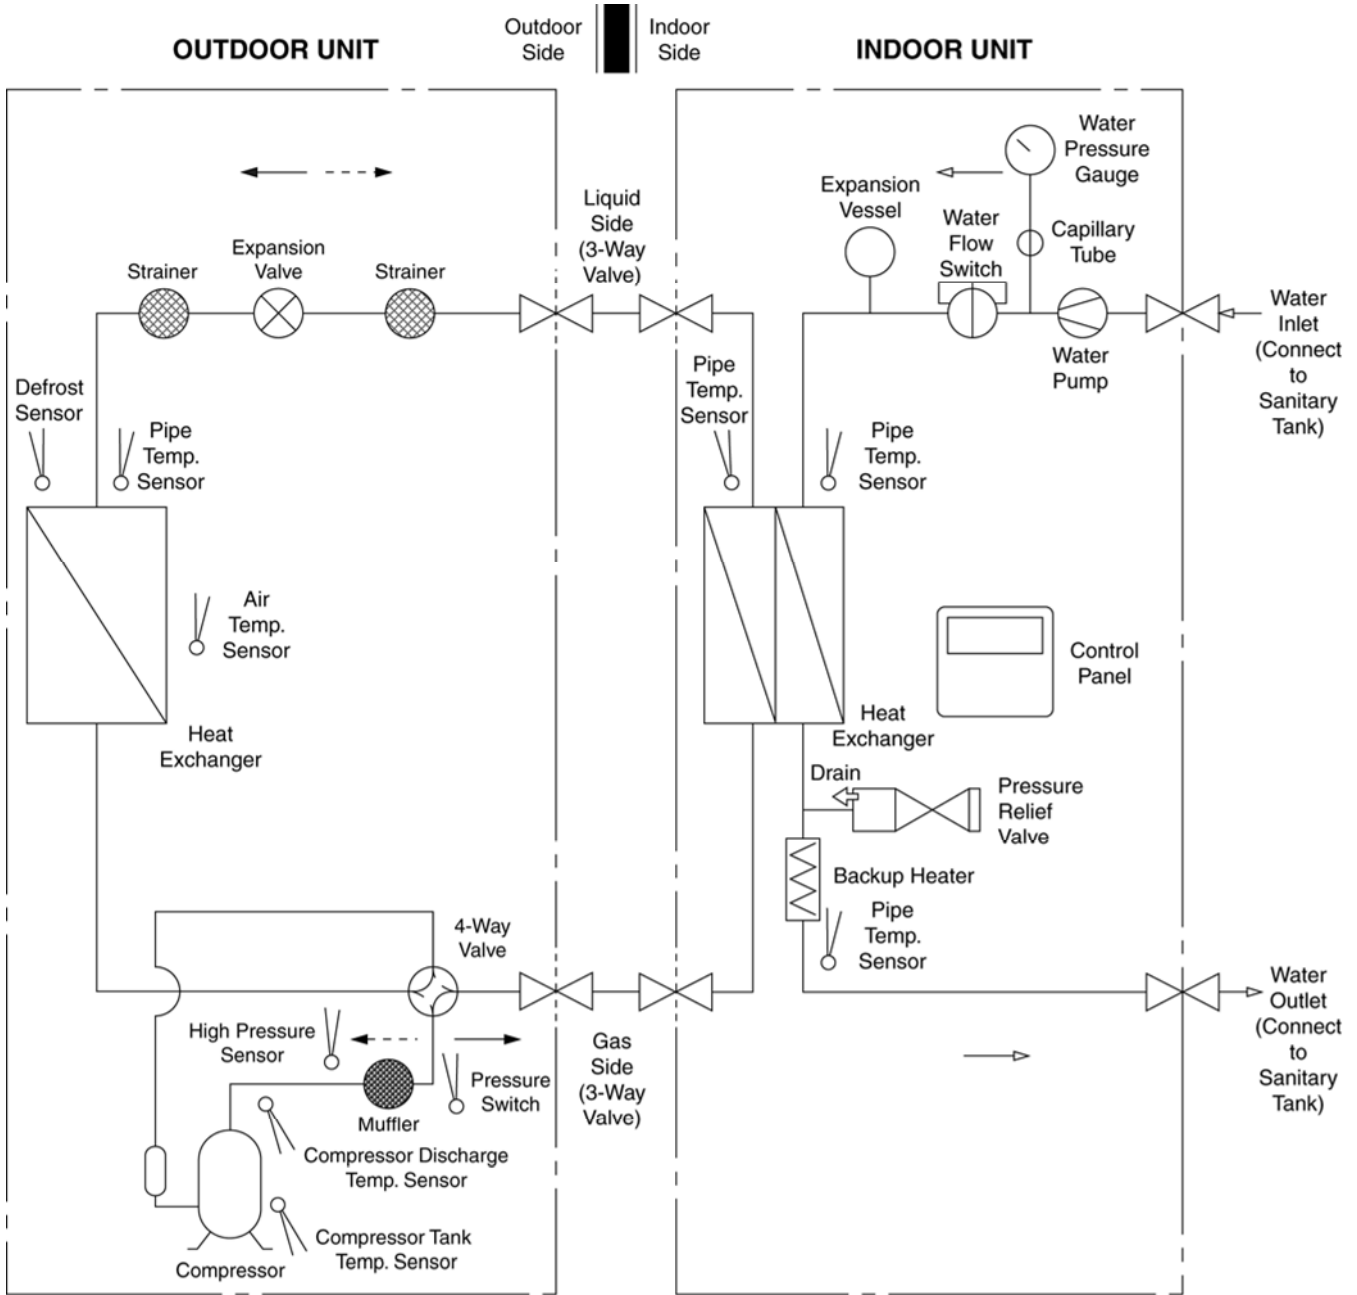 OUTDOOR UNIT
Outdoor
Side
Indoor
Side
INDOOR UNIT
Water
Pressure
Gauge
Expansion
Vessel
Liquid
Side
(3-Way
Valve)
Water
Flow
Switch
Capillary
Tube
Strainer
Expansion
Valve
Strainer
Water
Inlet
(Connect
to
Sanitary
Tank)
Water
Pump
Defrost
Sensor
Pipe
Temp.
Sensor
Pipe
Temp.
Sensor
Pipe
Temp.
Sensor
Air
Temp.
Sensor
Control
Panel
Heat
Exchanger
Heat
Exchanger
Drain
Pressure
Relief
Valve
Backup Heater
4-Way
Valve
Pipe
Temp.
Sensor
Water
Outlet
(Connect
to
Sanitary
Tank)
High Pressure
Sensor
Gas
Side
(3-Way
Valve)
Pressure
Switch
Muffler
Compressor Discharge
Temp. Sensor
Compressor Tank
Temp. Sensor
Compressor